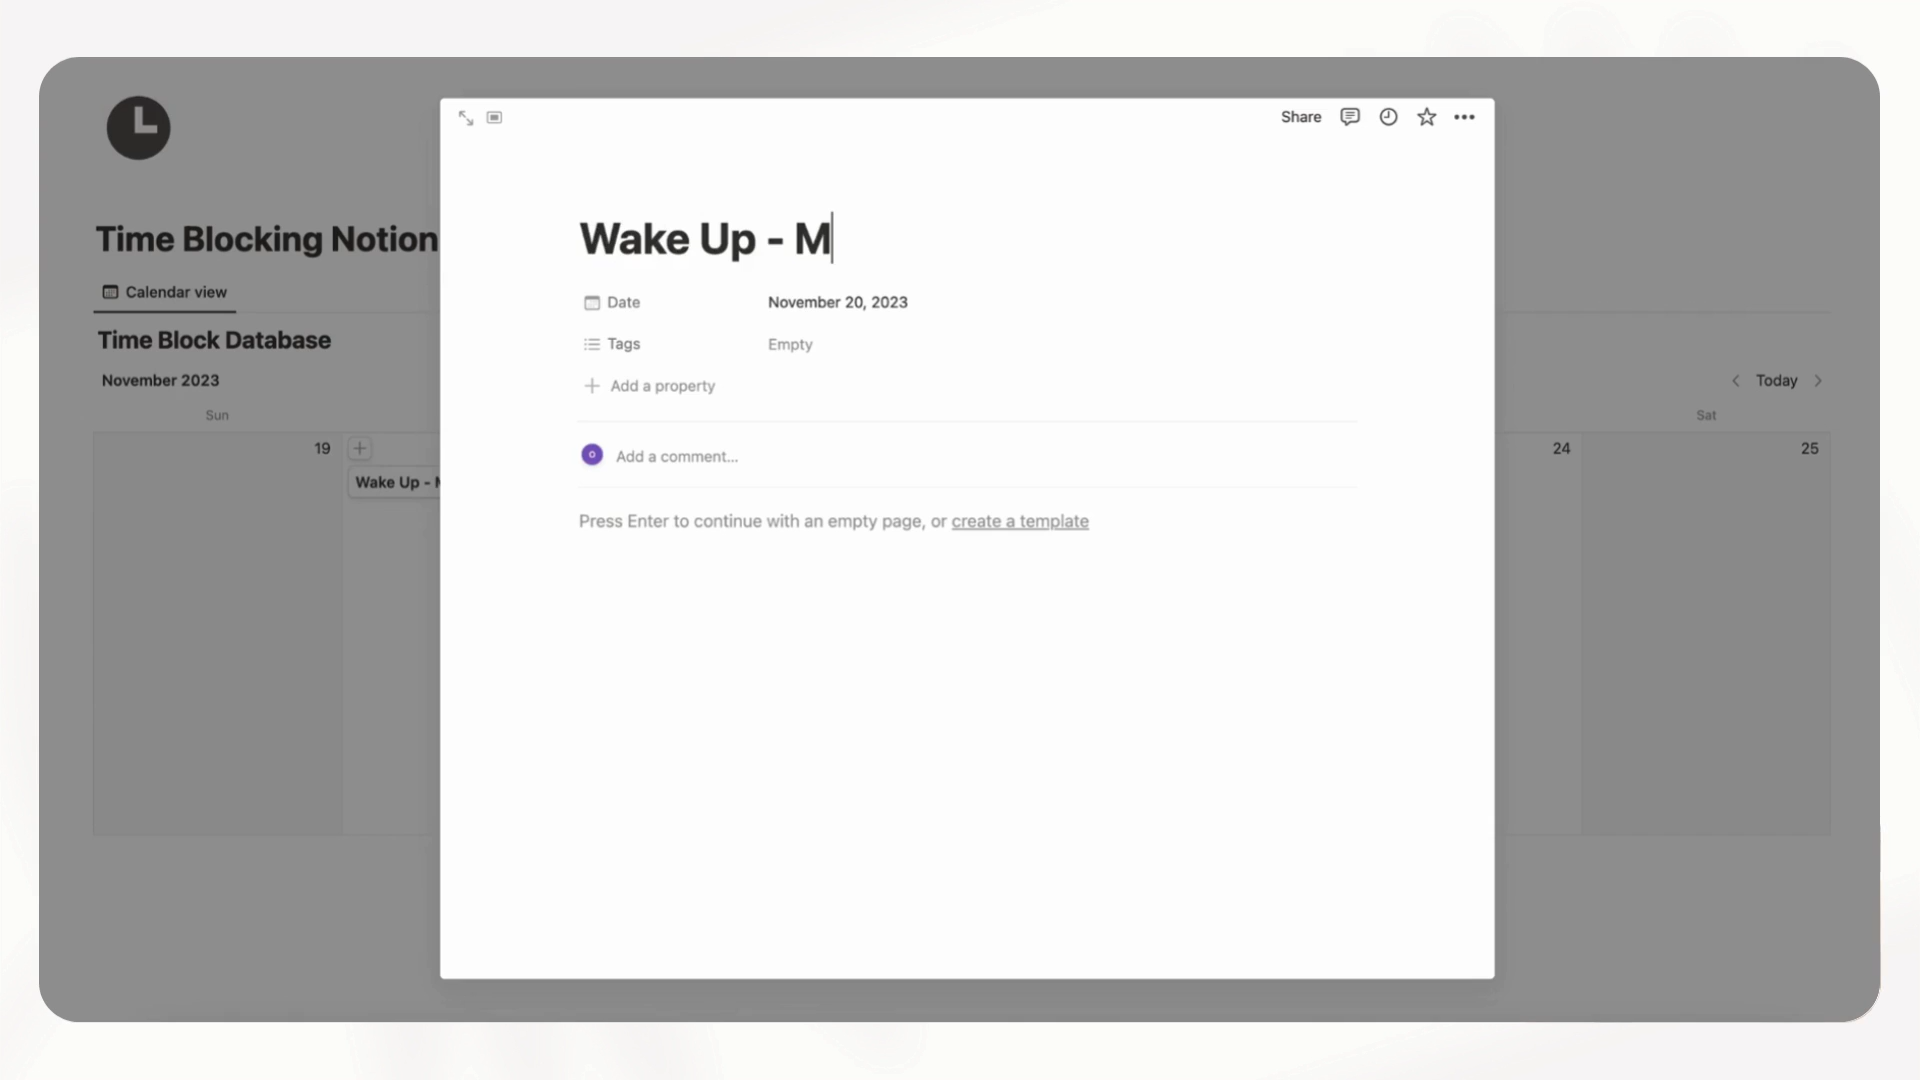 Share
Time Blocking Notion
Wake Up - M
Calendar view
Date November 20, 2023
Time Block Database
Tags Empty
November 2023
Add a property
Today
Sun
Sat
19
24
25
Add a comment...
Wake Up -
Press Enter to continue with an empty page, or create a template